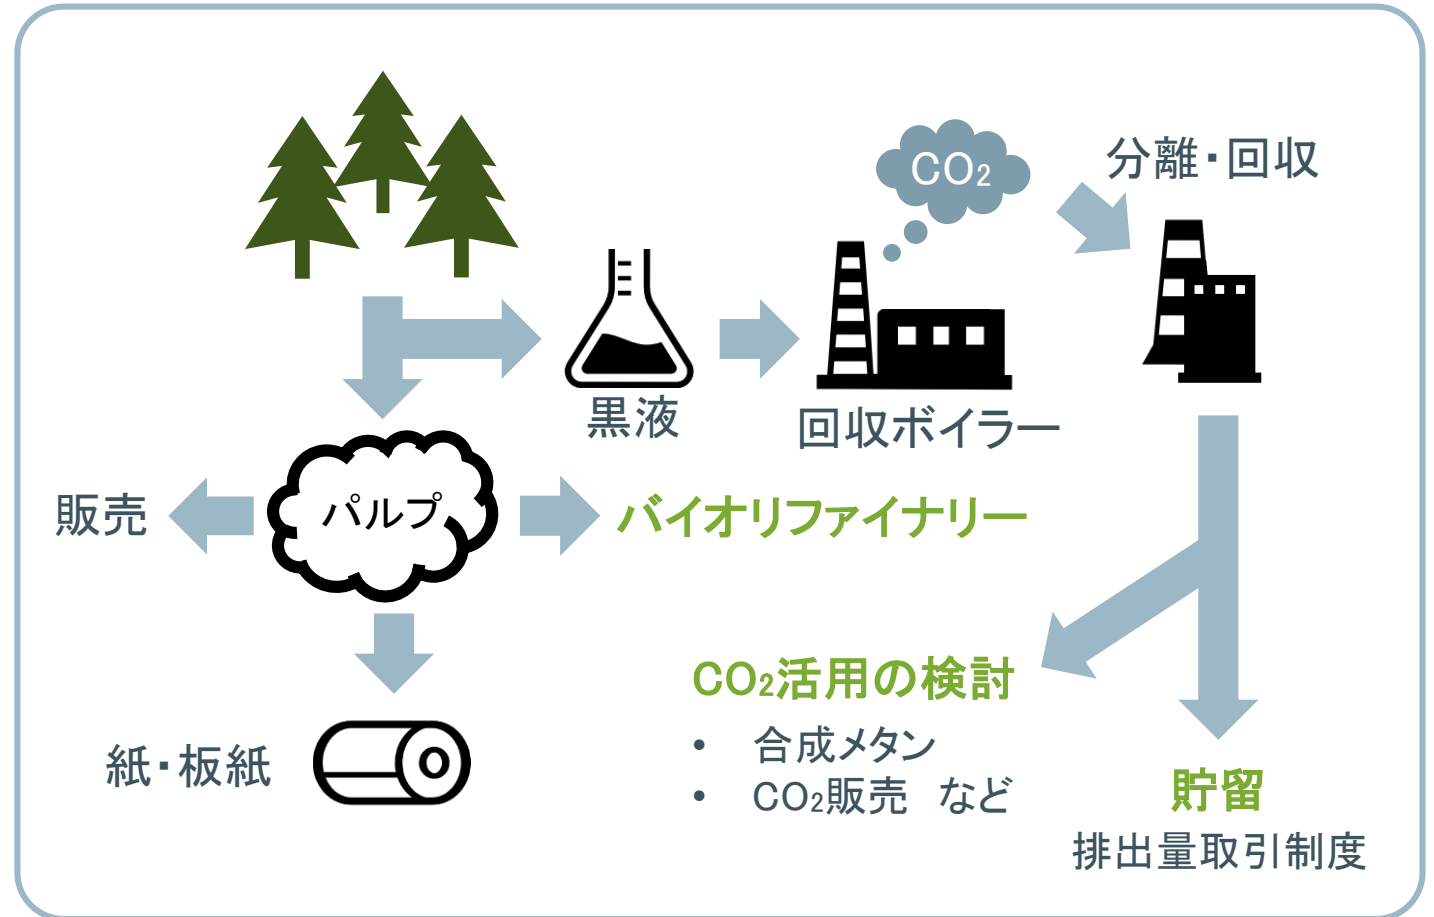 CO₂
分離・回収
黒液
回収ボイラー
販売
パルプ
バイオリファイナリー
紙・板紙
CO₂活用の検討
• 合成メタン
• CO₂販売　など
貯留
排出量取引制度